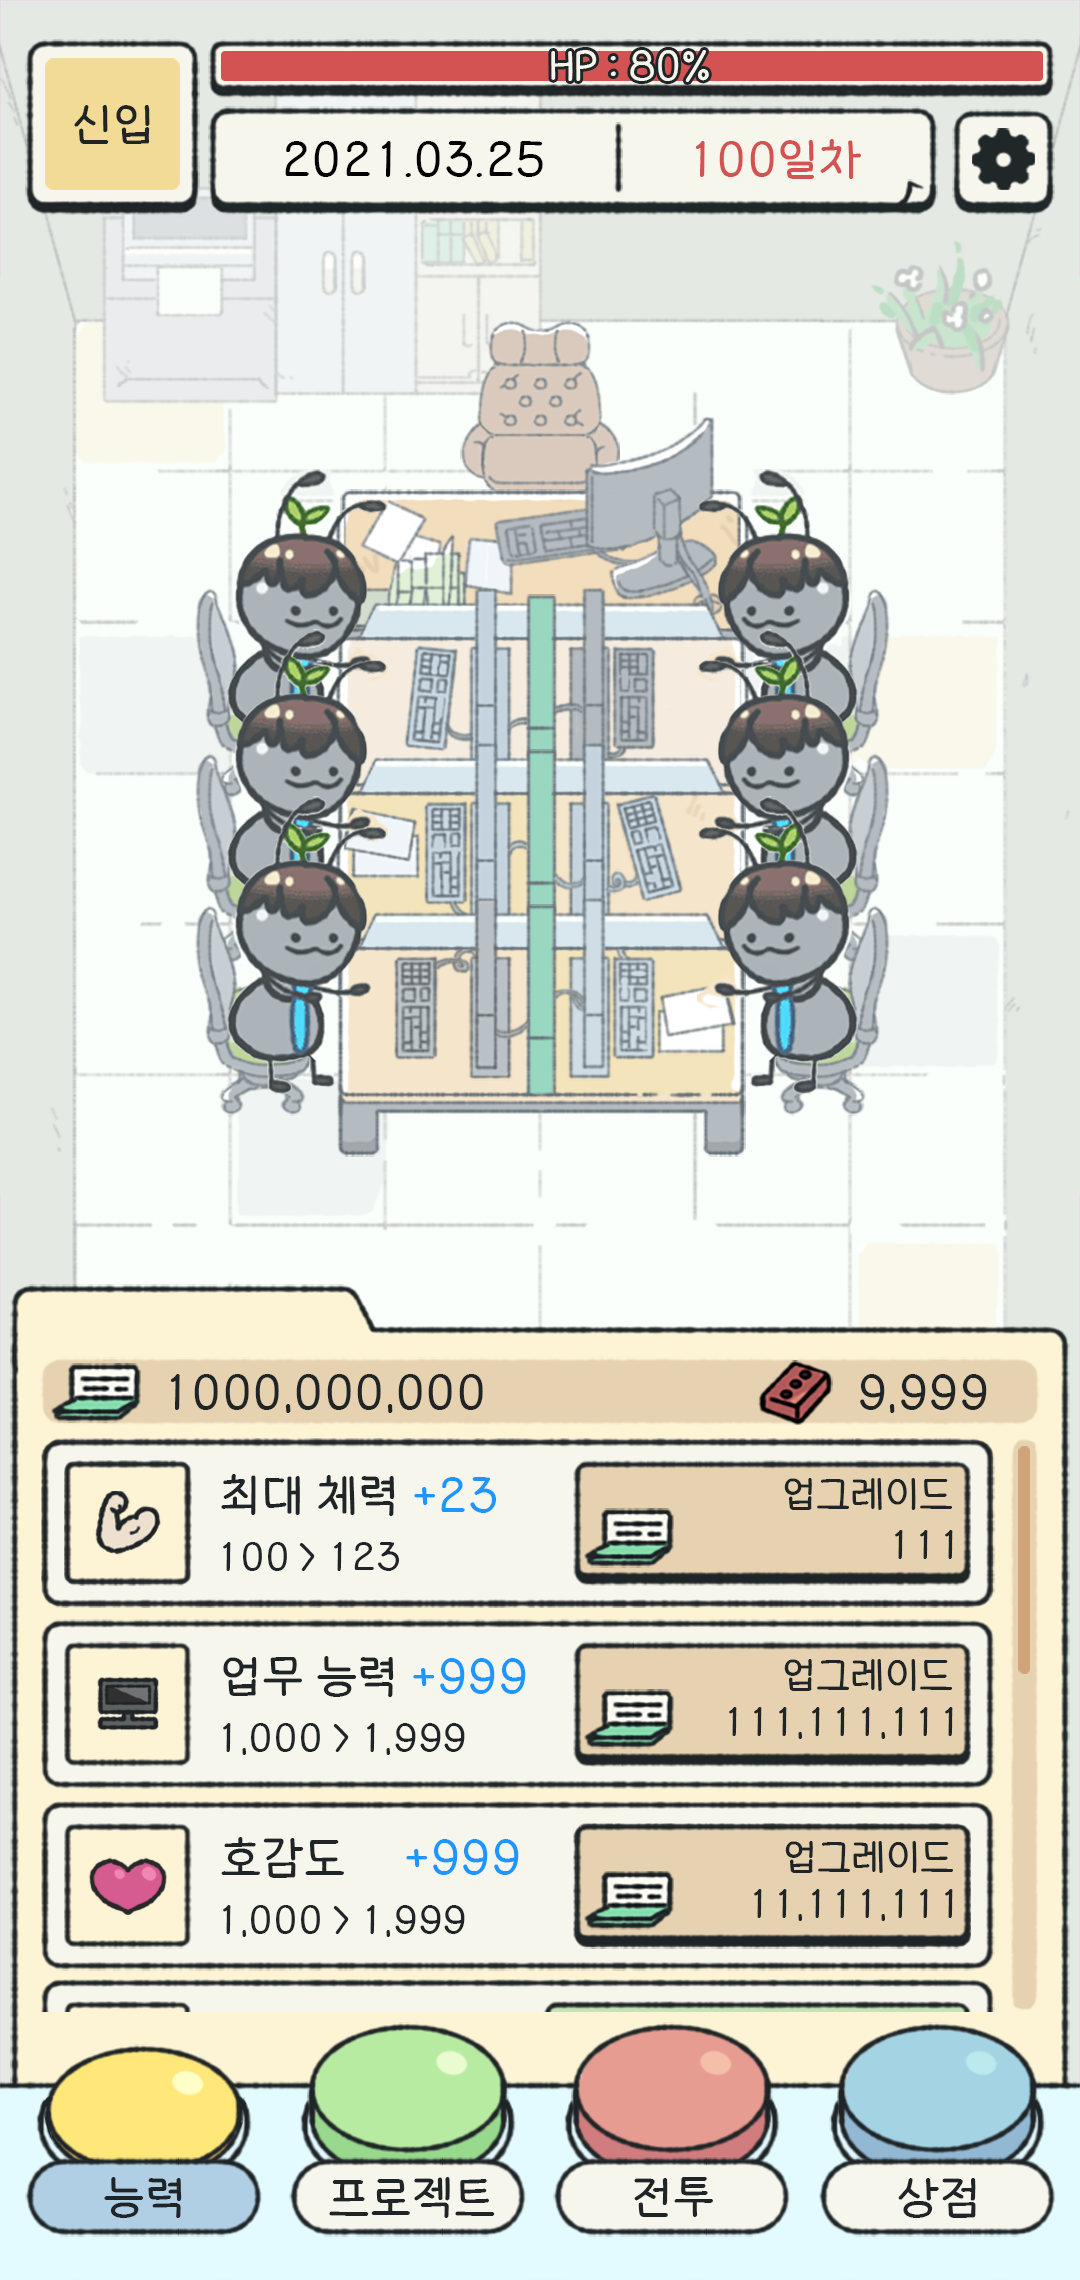 신입
HP : 80%
2021.03.25
100일차
1000,000,000
9,999
최대 체력 +23
100 > 123
업그레이드
111
업무 능력 +999
1,000 > 1,999
업그레이드
111,111,111
호감도 +999
1,000 > 1,999
업그레이드
11,111,111
능력
프로젝트
전투
상점